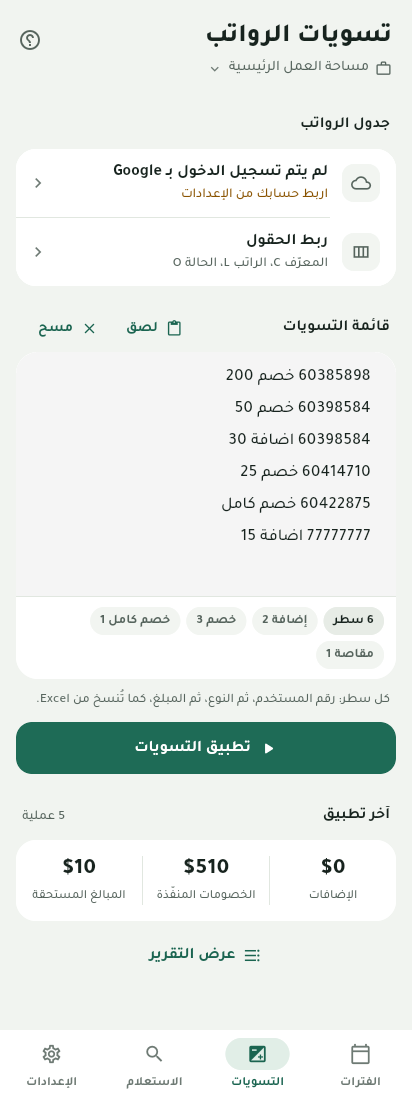 تسويات الرواتب
مساحة العمل الرئيسية
جدول الرواتب
لم يتم تسجيل الدخول بـ Google
اربط حسابك من الإعدادات
ربط الحقول
المعرّف C، الراتب L، الحالة O
قائمة التسويات
لصق
مسح
60385898 خصم 200
60398584 خصم 50
60398584 اضافة 30
60414710 خصم 25
60422875 خصم كامل
77777777 اضافة 15
6 سطر
إضافة 2
خصم 3
خصم كامل 1
مقاصة 1
كل سطر: رقم المستخدم، ثم النوع، ثم المبلغ، كما تُنسخ من Excel.
تطبيق التسويات
آخر تطبيق
5 عملية
$0
$510
$10
الإضافات
الخصومات المنفّذة
المبالغ المستحقة
عرض التقرير
الفترات
التسويات
الاستعلام
الإعدادات